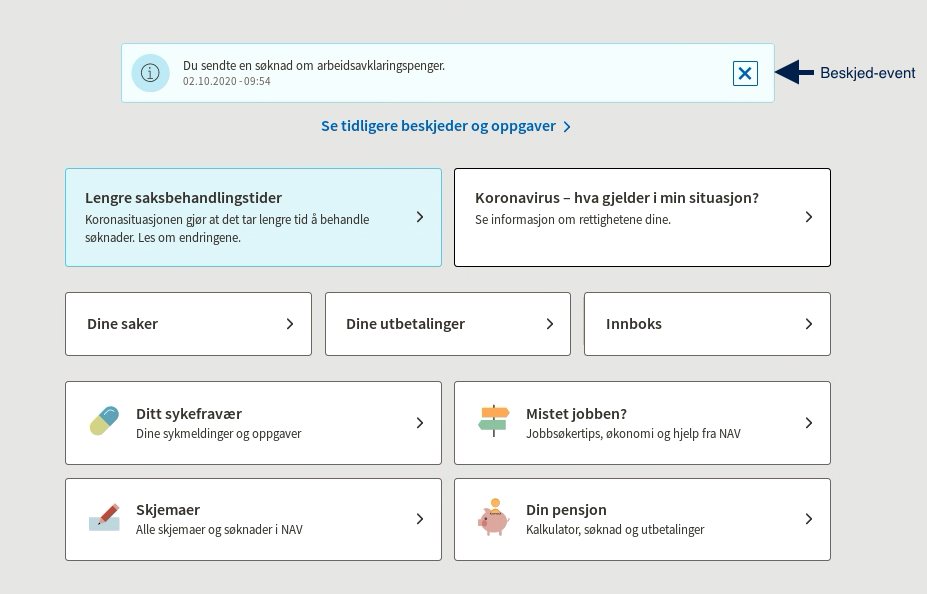 Du sendte en søknad om arbeidsavklaringspenger.
02.10.2020 - 09:54
Beskjed-event
Se tidligere beskjeder og oppgaver
Lengre saksbehandlingstider
Koronasituasjonen gjør at det tar lengre tid å behandle
søknader. Les om endringene.
Koronavirus – hva gjelder i min situasjon?
Se informasjon om rettighetene dine.
Dine saker
Dine utbetalinger
Innboks
Ditt sykefravær
Dine sykmeldinger og oppgaver
Mistet jobben?
Jobbsøkertips, økonomi og hjelp fra NAV
Skjemaer
Alle skjemaer og søknader i NAV
Din pensjon
Kalkulator, søknad og utbetalinger